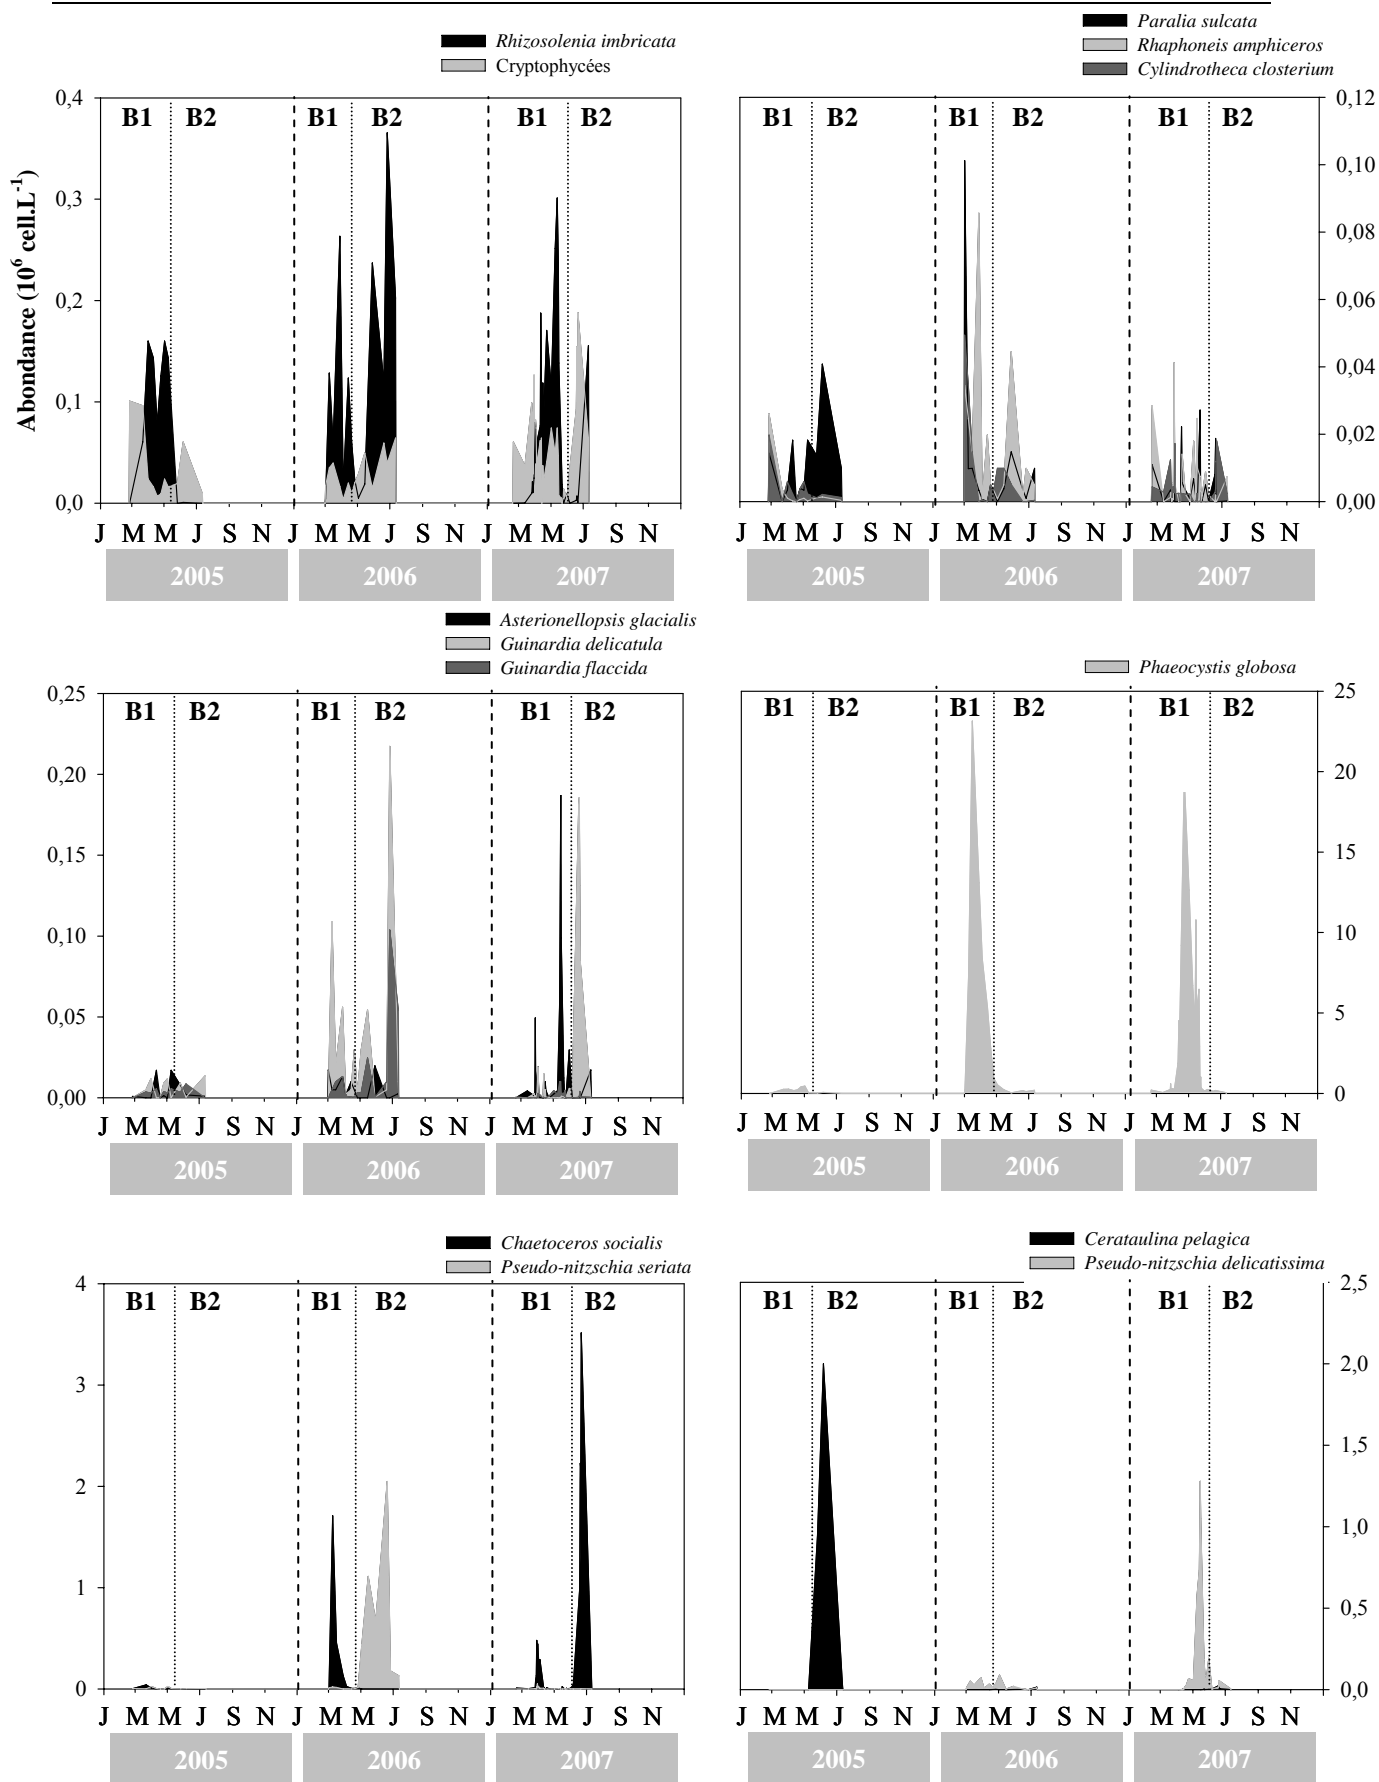 Rhizosolenia imbricata
Cryptophycées
Paralia sulcata
Rhaphoneis amphiceros
Cylindrotheca closterium
Abondance (10⁶ cell.L⁻¹)
0,4
0,3
0,2
0,1
0,0
B1 B2 B1 B2 B1 B2
J M M J S N J M M J S N J M M J S N
2005 2006 2007
B1 B2 B1 B2 B1 B2
0,12
0,10
0,08
0,06
0,04
0,02
0,00
J M M J S N J M M J S N J M M J S N
2005 2006 2007
Asterionellopsis glacialis
Guinardia delicatula
Guinardia flaccida
Phaeocystis globosa
0,25
0,20
0,15
0,10
0,05
0,00
B1 B2 B1 B2 B1 B2
J M M J S N J M M J S N J M M J S N
2005 2006 2007
B1 B2 B1 B2 B1 B2
25
20
15
10
5
0
J M M J S N J M M J S N J M M J S N
2005 2006 2007
Chaetoceros socialis
Pseudo-nitzschia seriata
Cerataulina pelagica
Pseudo-nitzschia delicatissima
4
3
2
1
0
B1 B2 B1 B2 B1 B2
J M M J S N J M M J S N J M M J S N
2005 2006 2007
B1 B2 B1 B2 B1 B2
2,5
2,0
1,5
1,0
0,5
0,0
J M M J S N J M M J S N J M M J S N
2005 2006 2007